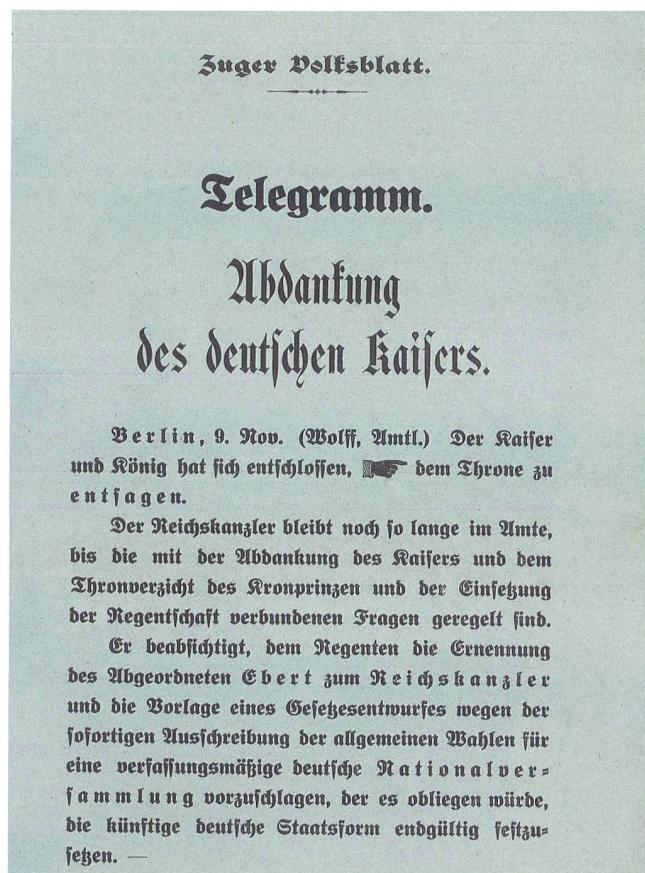 Zuger Volksblatt.
Telegramm.
Abdankung
des deutschen Kaisers.
Berlin, 9. Nov. (Wolff, Amtl.) Der Kaiser
und König hat sich entschlossen, ☛ dem Throne zu
entsagen.
Der Reichskanzler bleibt noch so lange im Amte,
bis die mit der Abdankung des Kaisers und dem
Thronverzicht des Kronprinzen und der Einsetzung
der Regentschaft verbundenen Fragen geregelt sind.
Er beabsichtigt, dem Regenten die Ernennung
des Abgeordneten Ebert zum Reichskanzler
und die Vorlage eines Gesetzesentwurfes wegen der
sofortigen Ausschreibung der allgemeinen Wahlen für
eine verfassungsmäßige deutsche Nationalver-
sammlung vorzuschlagen, der es obliegen würde,
die künftige deutsche Staatsform endgültig festzu-
setzen. —